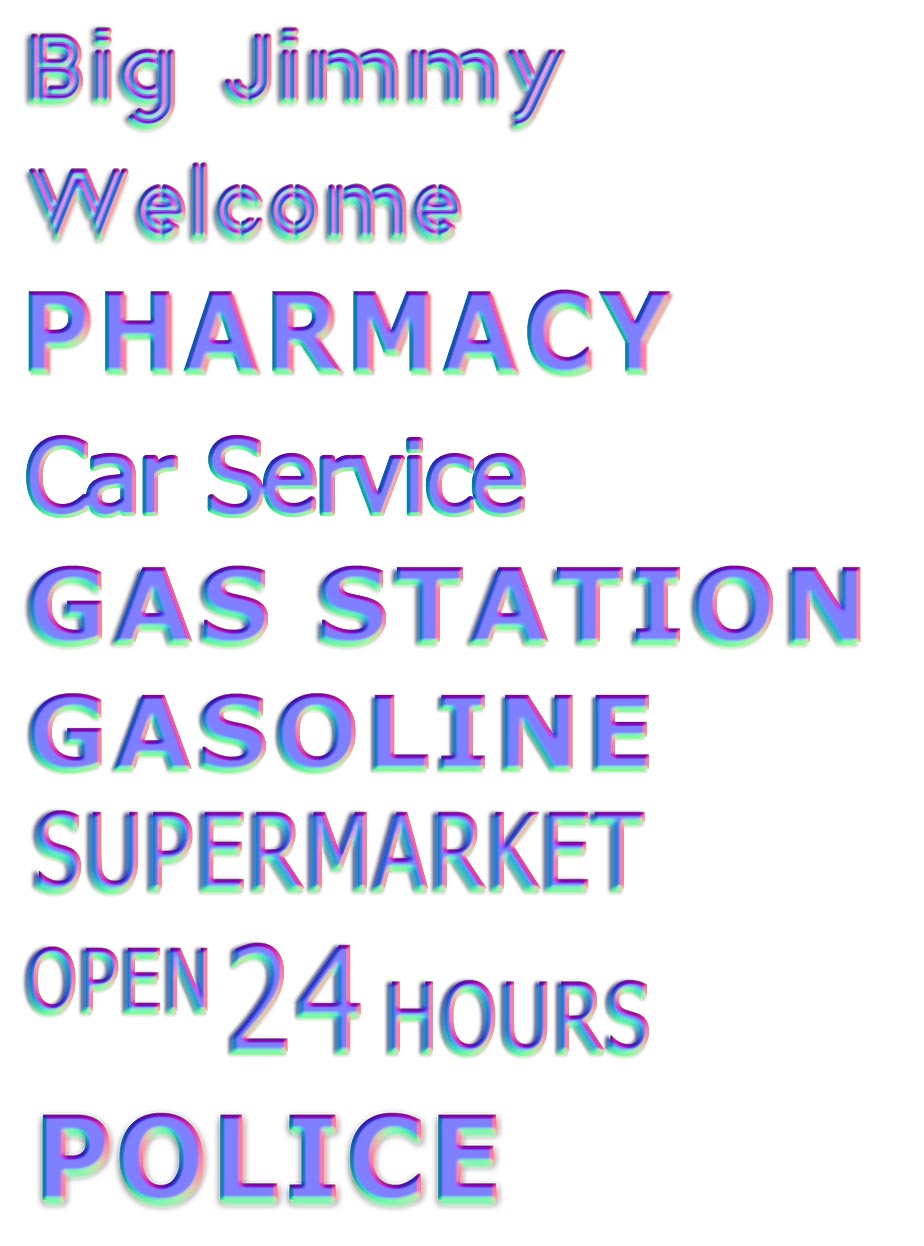 Big Jimmy
Welcome
PHARMACY
Car Service
GAS STATION
GASOLINE
SUPERMARKET
OPEN 24 HOURS
POLICE